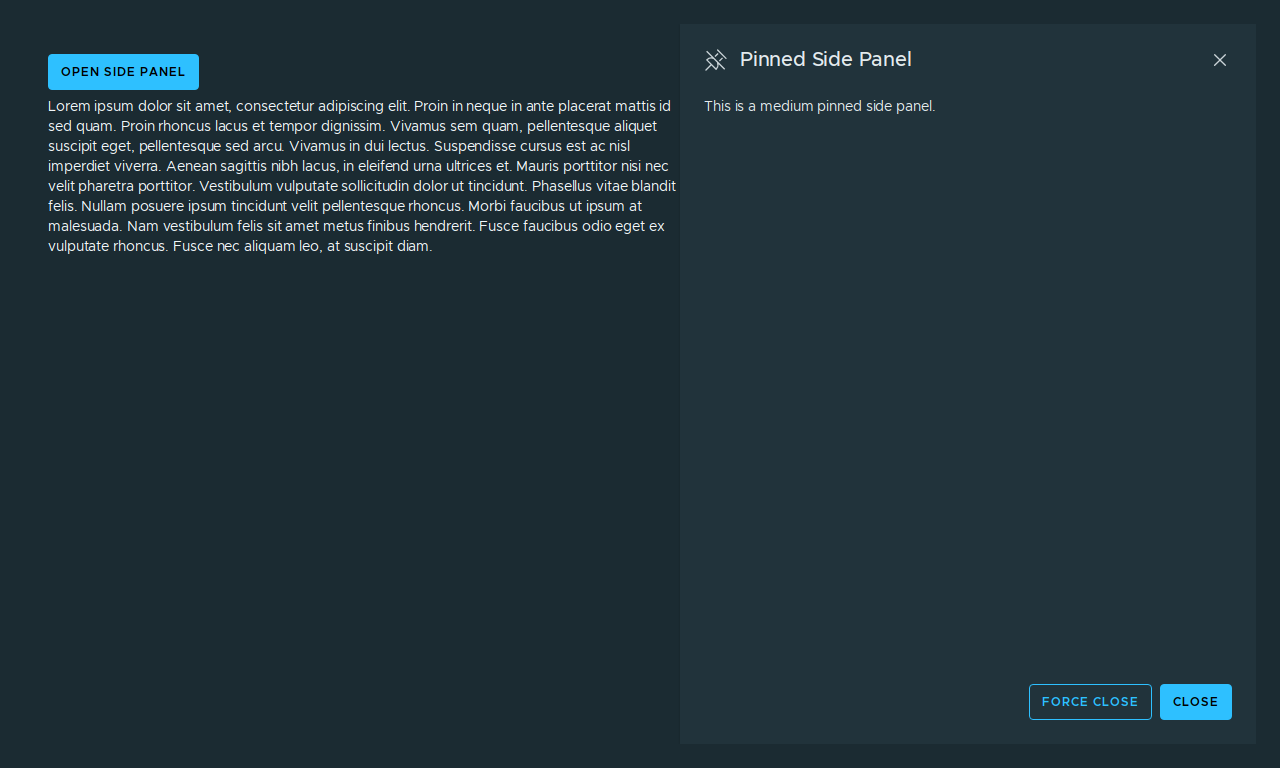 OPEN SIDE PANEL
Lorem ipsum dolor sit amet, consectetur adipiscing elit. Proin in neque in ante placerat mattis id
sed quam. Proin rhoncus lacus et tempor dignissim. Vivamus sem quam, pellentesque aliquet
suscipit eget, pellentesque sed arcu. Vivamus in dui lectus. Suspendisse cursus est ac nisl
imperdiet viverra. Aenean sagittis nibh lacus, in eleifend urna ultrices et. Mauris porttitor nisi nec
velit pharetra porttitor. Vestibulum vulputate sollicitudin dolor ut tincidunt. Phasellus vitae blandit
felis. Nullam posuere ipsum tincidunt velit pellentesque rhoncus. Morbi faucibus ut ipsum at
malesuada. Nam vestibulum felis sit amet metus finibus hendrerit. Fusce faucibus odio eget ex
vulputate rhoncus. Fusce nec aliquam leo, at suscipit diam.
Pinned Side Panel
This is a medium pinned side panel.
FORCE CLOSE
CLOSE